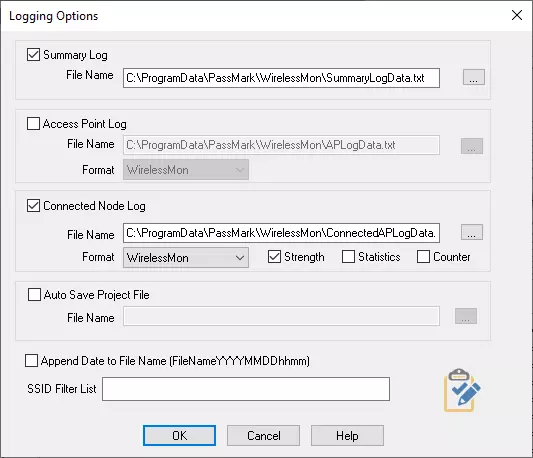 Logging Options
Summary Log
File Name C:\ProgramData\PassMark\WirelessMon\SummaryLogData.txt ...
Access Point Log
File Name C:\ProgramData\PassMark\WirelessMon\APLogData.txt ...
Format WirelessMon
Connected Node Log
File Name C:\ProgramData\PassMark\WirelessMon\ConnectedAPLogData. ...
Format WirelessMon Strength Statistics Counter
Auto Save Project File
File Name ...
Append Date to File Name (FileNameYYYYMMDDhhmm)
SSID Filter List
OK Cancel Help